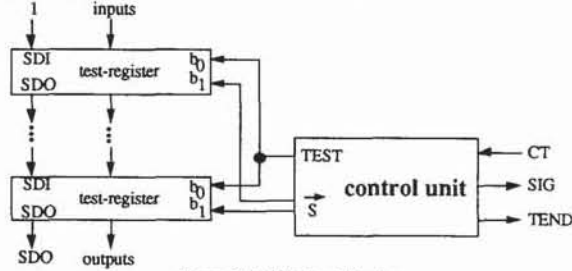 1 inputs
SDI test-register b0
SDO b1
TEST CT
control unit SIG
S TEND
SDI test-register b0
SDO b1
SDO outputs